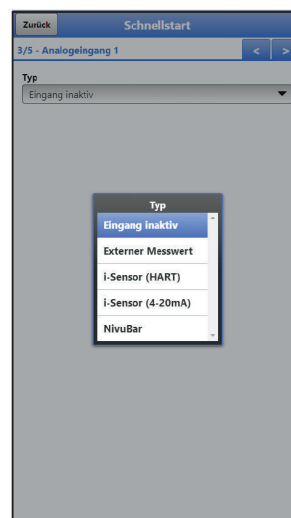 Zurück
Schnellstart
3/5 - Analogeingang 1
< >
Typ
Eingang inaktiv
Typ
Eingang inaktiv
Externer Messwert
i-Sensor (HART)
i-Sensor (4-20mA)
NivuBar